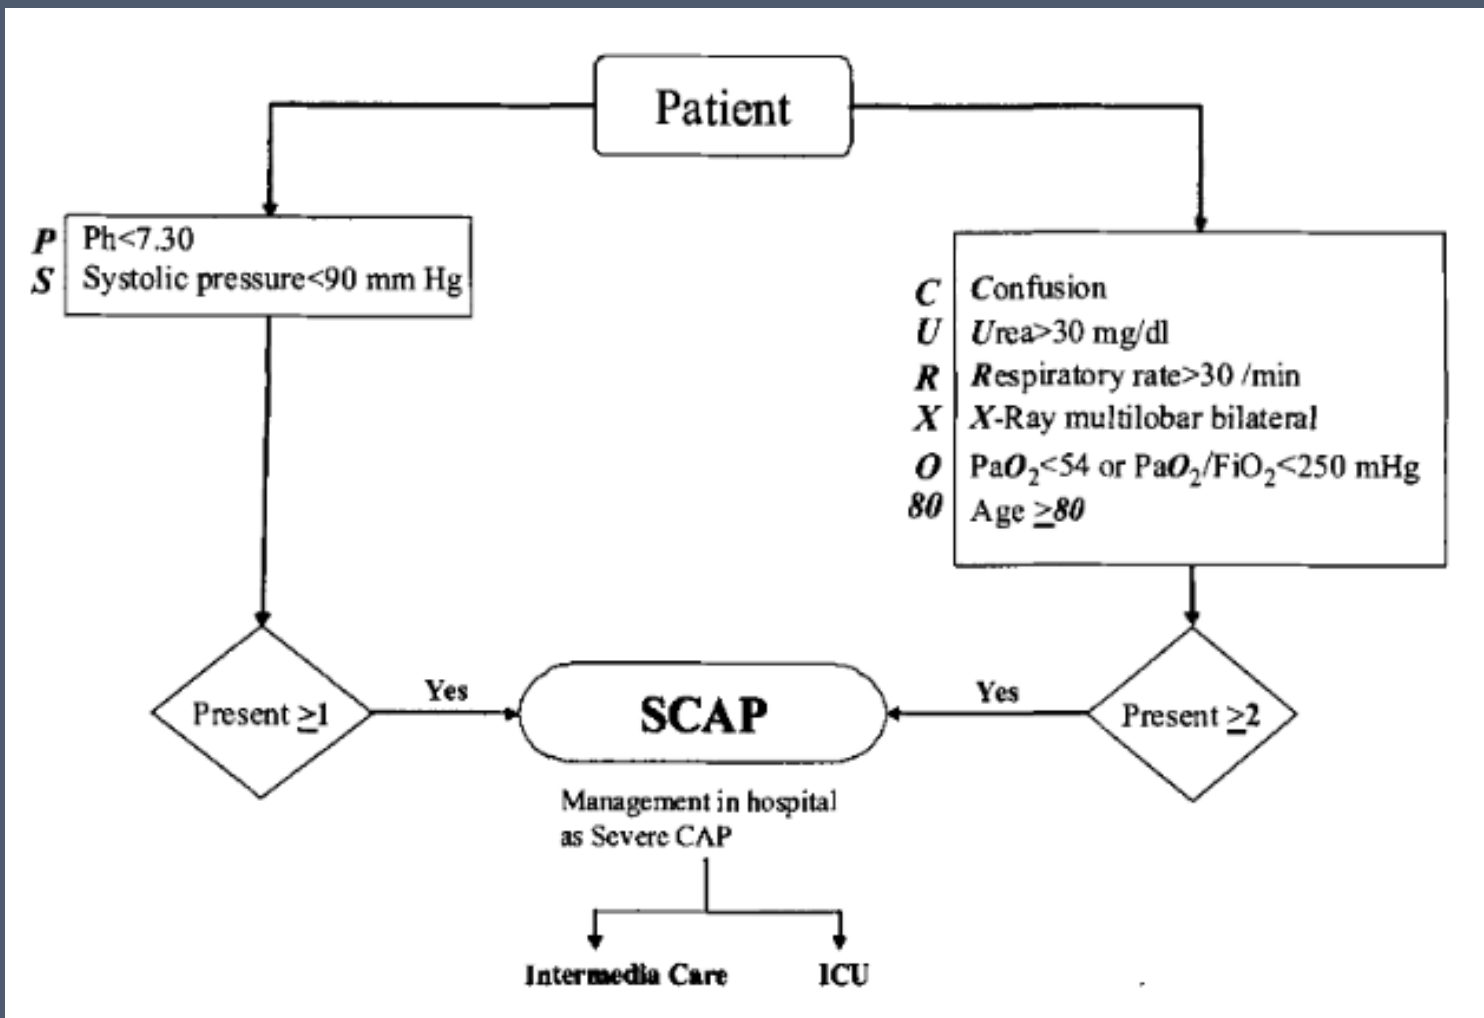 Patient
P Ph<7.30
S Systolic pressure<90 mm Hg
C Confusion
U Urea>30 mg/dl
R Respiratory rate>30 /min
X X-Ray multilobar bilateral
O PaO₂<54 or PaO₂/FiO₂<250 mHg
80 Age ≥80
Present ≥1
Yes
SCAP
Yes
Present ≥2
Management in hospital
as Severe CAP
Intermedia Care
ICU